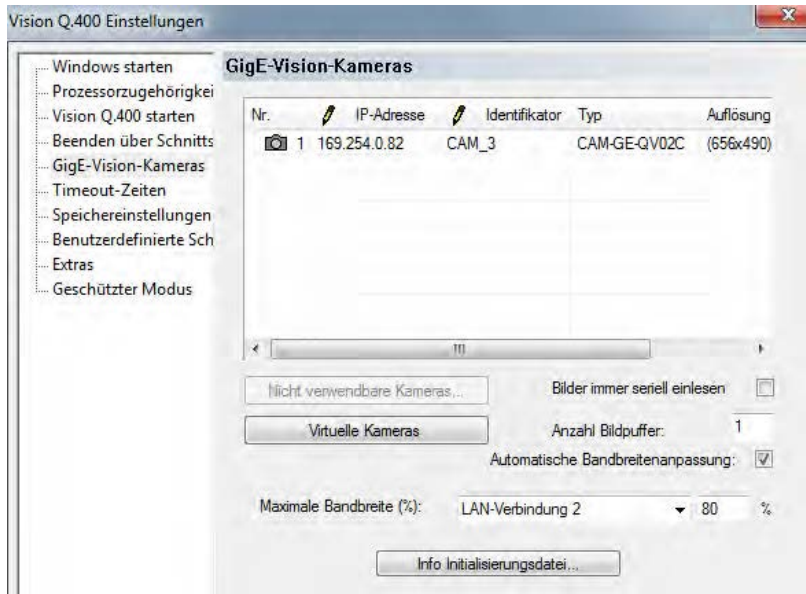 Vision Q.400 Einstellungen
Windows starten
Prozessorzugehörigkei
Vision Q.400 starten
Beenden über Schnitts
GigE-Vision-Kameras
Timeout-Zeiten
Speichereinstellungen
Benutzerdefinierte Sch
Extras
Geschützter Modus
GigE-Vision-Kameras
Nr. IP-Adresse Identifikator Typ Auflösung
1 169.254.0.82 CAM_3 CAM-GE-QV02C (656x490)
Nicht verwendbare Kameras...
Bilder immer seriell einlesen
Virtuelle Kameras
Anzahl Bildpuffer: 1
Automatische Bandbreitenanpassung:
Maximale Bandbreite (%): LAN-Verbindung 2 80 %
Info Initialisierungsdatei...